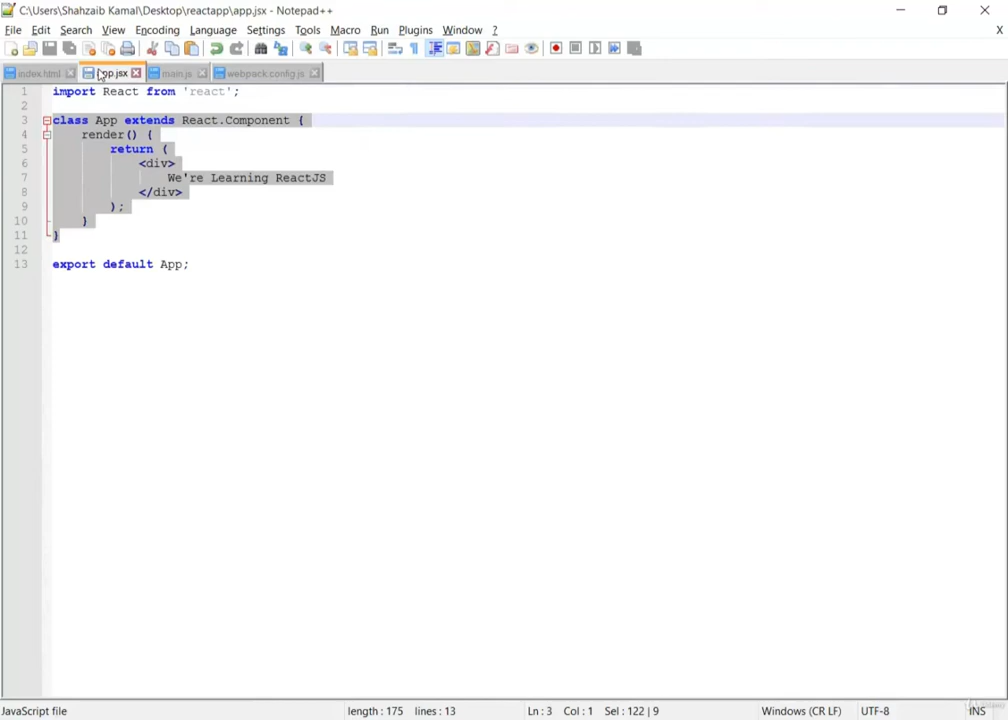 C:\Users\Shahzaib Kamal\Desktop\reactapp\app.jsx - Notepad++
File Edit Search View Encoding Language Settings Tools Macro Run Plugins Window ? X
index.html app.jsx main.js webpack.config.js
1 import React from 'react';
2
3 class App extends React.Component {
4 render() {
5 return (
6 <div>
7 We're Learning ReactJS
8 </div>
9 );
10 }
11 }
12
13 export default App;
JavaScript file length : 175 lines : 13 Ln : 3 Col : 1 Sel : 122 | 9 Windows (CR LF) UTF-8 INS